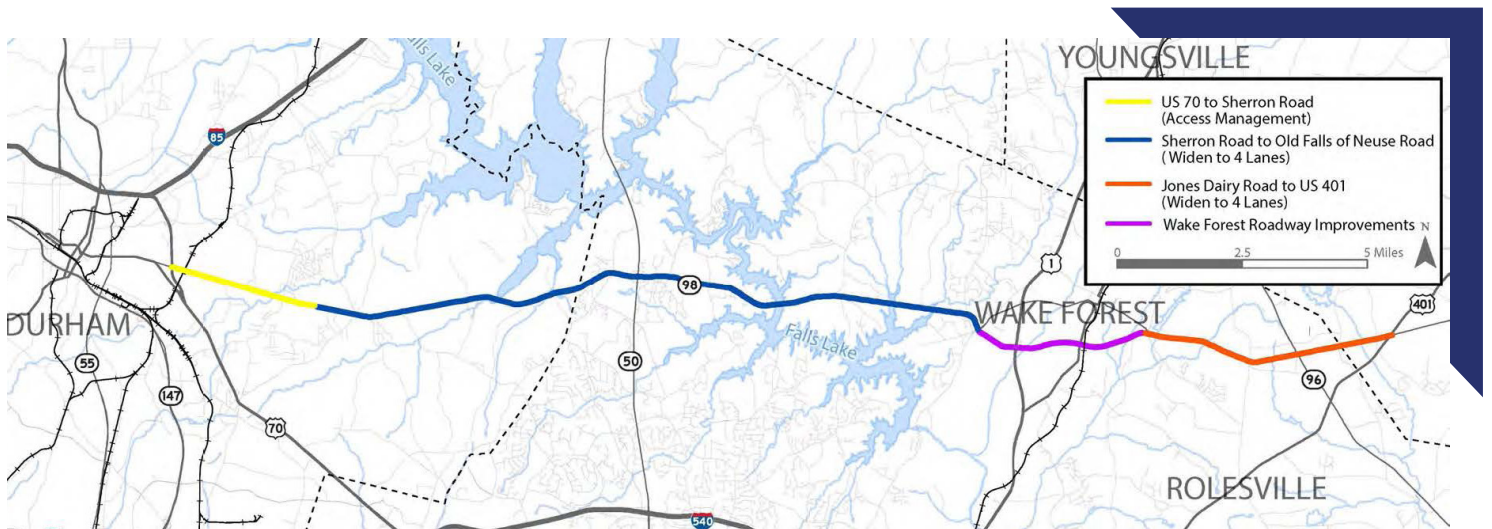 Falls Lake
YOUNGSVILLE
US 70 to Sherron Road
(Access Management)
Sherron Road to Old Falls of Neuse Road
(Widen to 4 Lanes)
Jones Dairy Road to US 401
(Widen to 4 Lanes)
Wake Forest Roadway Improvements
N
0 2.5 5 Miles
85
98
1
401
WAKE FOREST
DURHAM
Falls Lake
55
147
50
96
70
ROLESVILLE
540